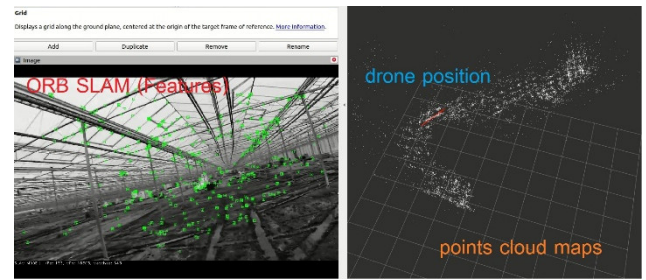 Grid
Displays a grid along the ground plane, centered at the origin of the target frame of reference. More Information.
Add Duplicate Remove Rename
Image
ORB SLAM (Features)
drone position
points cloud maps